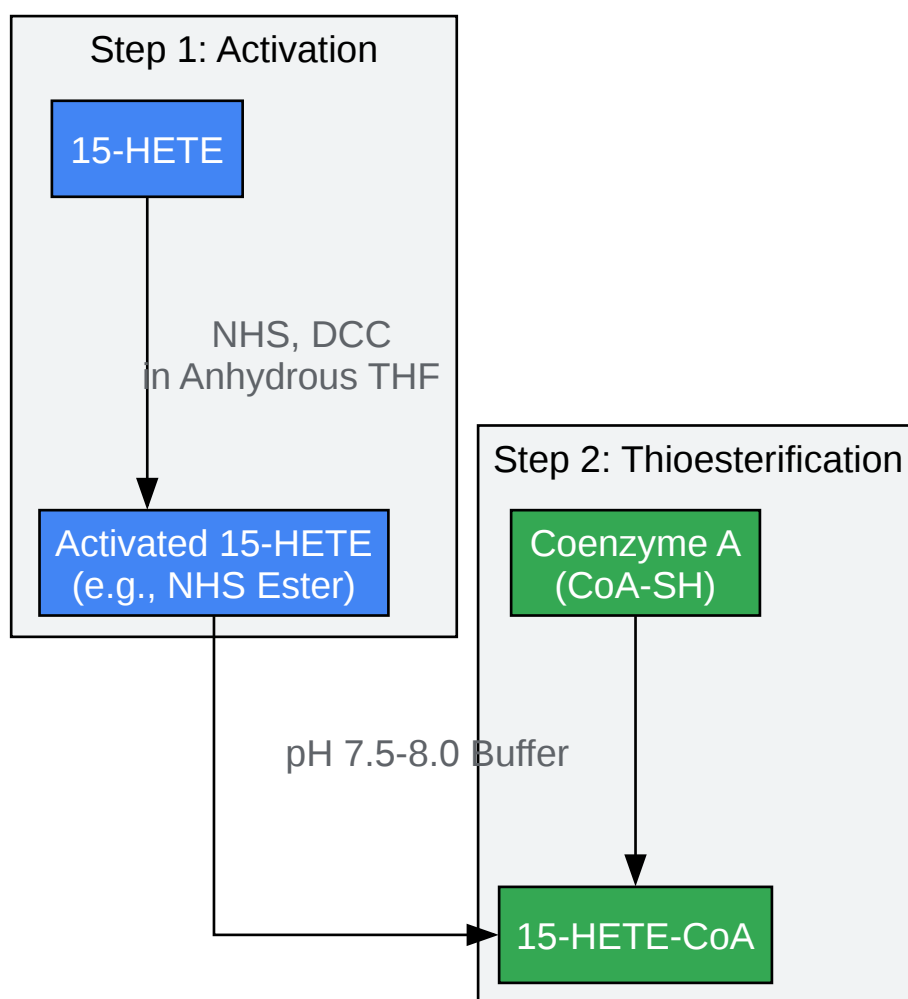 Step 1: Activation
15-HETE
NHS, DCC
in Anhydrous THF
Activated 15-HETE
(e.g., NHS Ester)
Step 2: Thioesterification
Coenzyme A
(CoA-SH)
pH 7.5-8.0 Buffer
15-HETE-CoA